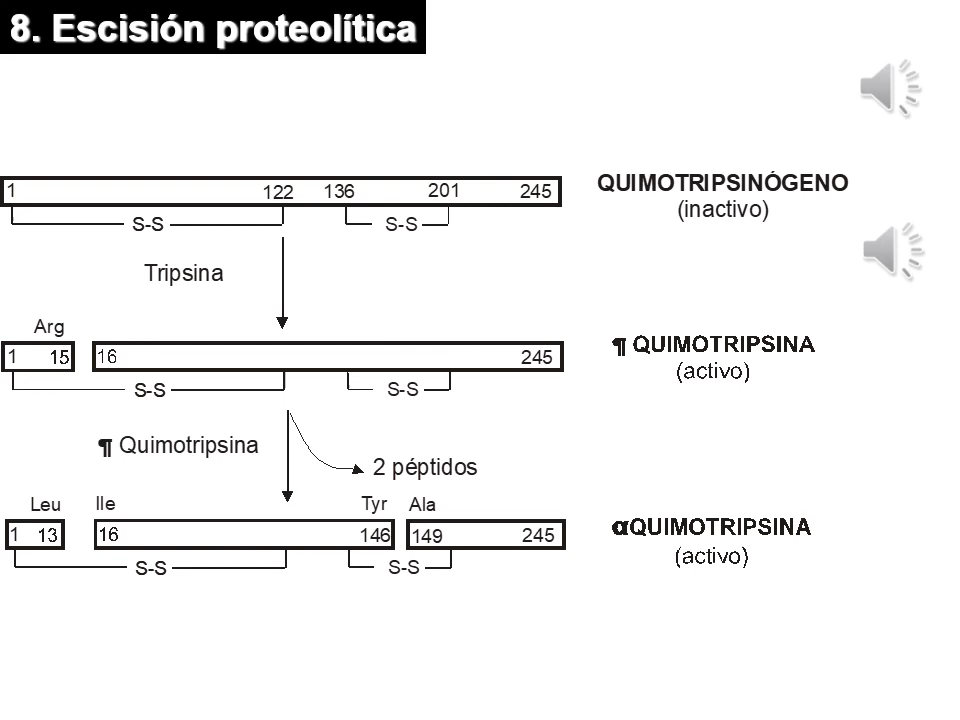 8. Escisión proteolítica
1 122 136 201 245
QUIMOTRIPSINÓGENO
(inactivo)
S-S S-S
Tripsina
Arg
1 15 16 245
¶ QUIMOTRIPSINA
(activo)
S-S S-S
¶ Quimotripsina
2 péptidos
Leu Ile Tyr Ala
1 13 16 146 149 245
αQUIMOTRIPSINA
(activo)
S-S S-S